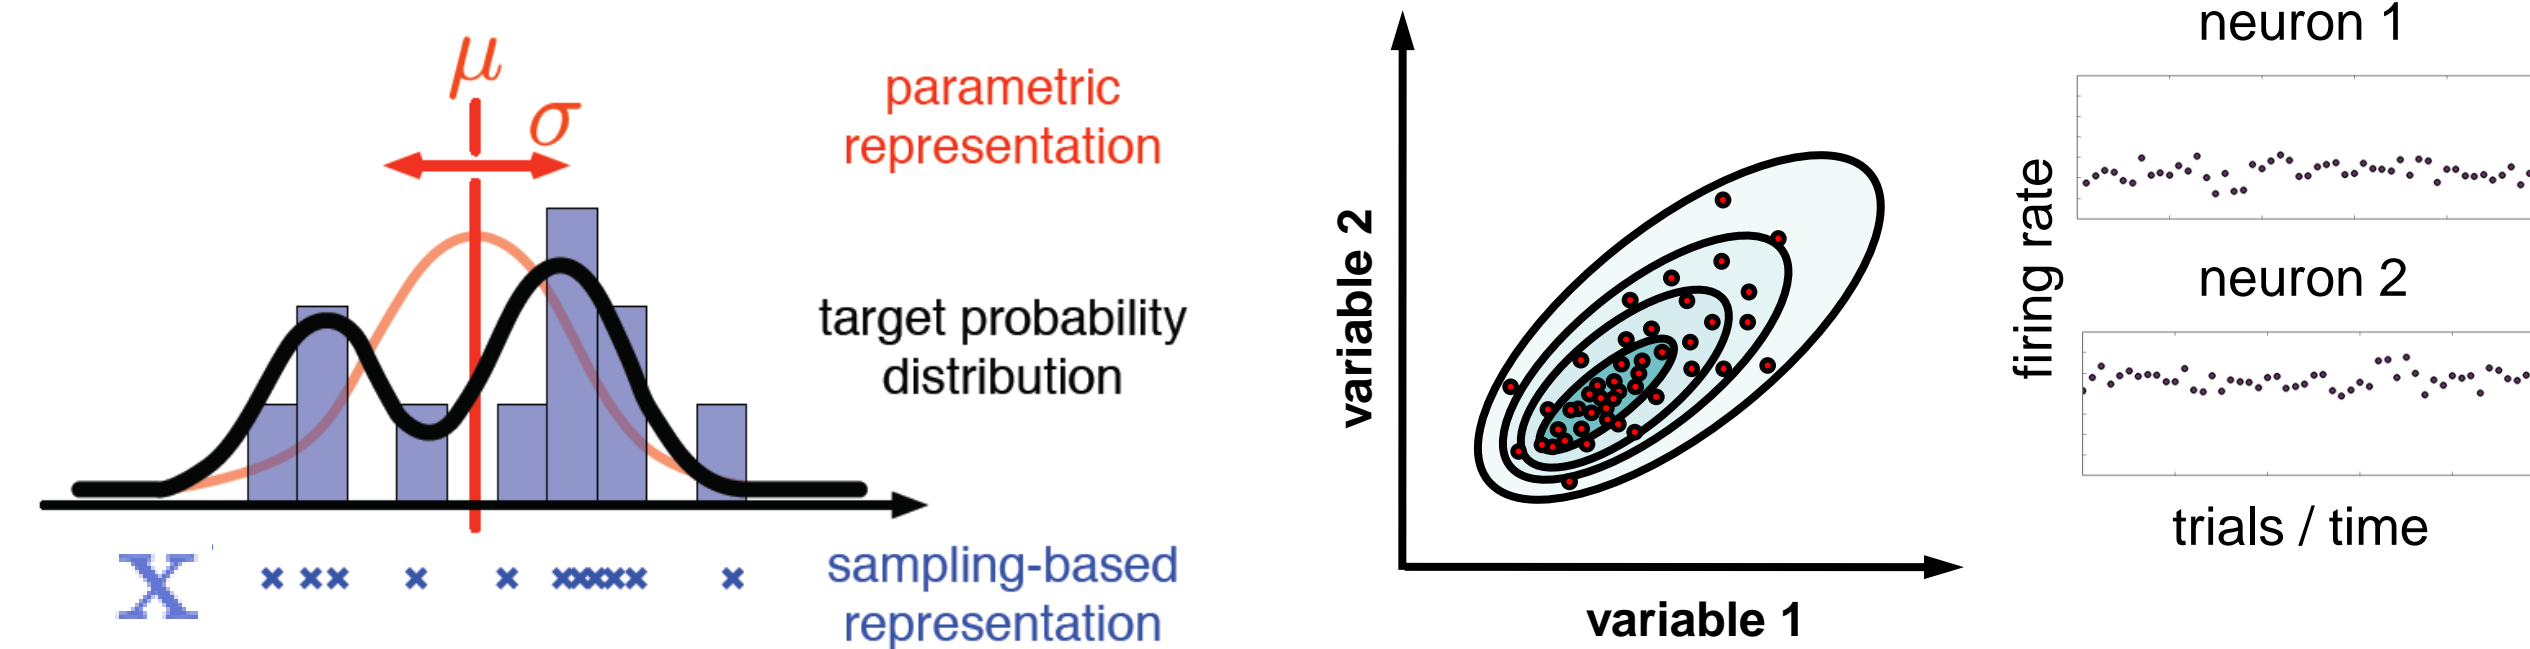 μ
σ
parametric
representation
target probability
distribution
x
sampling-based
representation
variable 2
variable 1
neuron 1
firing rate
neuron 2
trials / time